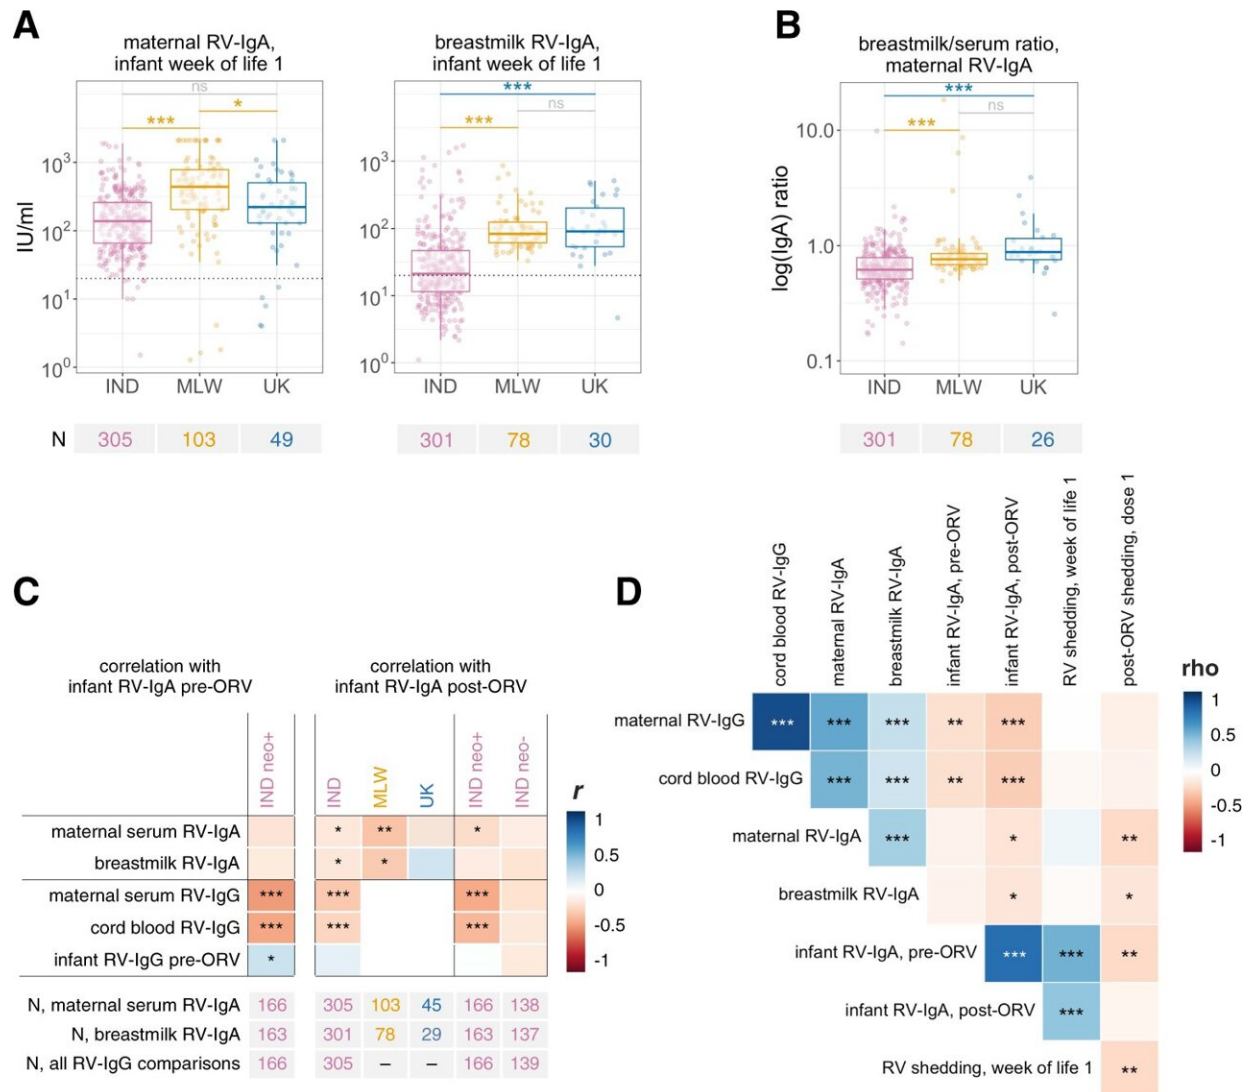 A
maternal RV-IgA,
infant week of life 1
breastmilk RV-IgA,
infant week of life 1
ns
*
***
***
ns
***
IU/ml
10³
10²
10¹
10⁰
10³
10²
10¹
10⁰
IND MLW UK
IND MLW UK
N 305 103 49
301 78 30
B
breastmilk/serum ratio,
maternal RV-IgA
***
ns
***
log(IgA) ratio
10.0
1.0
0.1
IND MLW UK
301 78 26
C
correlation with
infant RV-IgA pre-ORV
correlation with
infant RV-IgA post-ORV
IND neo+
IND
MLW
UK
IND neo+
IND neo-
maternal serum RV-IgA * ** *
breastmilk RV-IgA * *
maternal serum RV-IgG *** *** ***
cord blood RV-IgG *** *** ***
infant RV-IgG pre-ORV *
r
1
0.5
0
-0.5
-1
N, maternal serum RV-IgA 166 305 103 45 166 138
N, breastmilk RV-IgA 163 301 78 29 163 137
N, all RV-IgG comparisons 166 305 – – 166 139
D
cord blood RV-IgG
maternal RV-IgA
breastmilk RV-IgA
infant RV-IgA, pre-ORV
infant RV-IgA, post-ORV
RV shedding, week of life 1
post-ORV shedding, dose 1
maternal RV-IgG *** *** *** ** ***
cord blood RV-IgG *** *** ** ***
maternal RV-IgA *** * **
breastmilk RV-IgA * *
infant RV-IgA, pre-ORV *** *** **
infant RV-IgA, post-ORV ***
RV shedding, week of life 1 **
rho
1
0.5
0
-0.5
-1